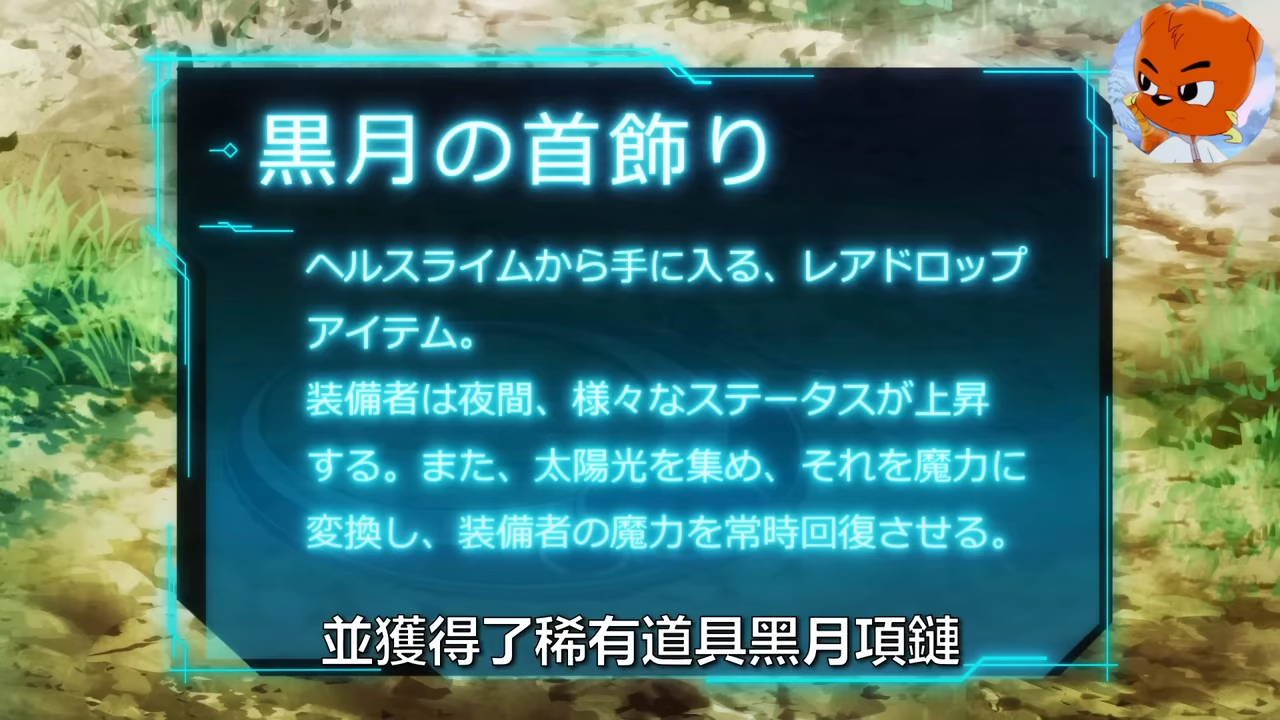 黒月の首飾り
ヘルスライムから手に入る、レアドロップ
アイテム。
装備者は夜間、様々なステータスが上昇
する。また、太陽光を集め、それを魔力に
変換し、装備者の魔力を常時回復させる。
並獲得了稀有道具黑月項鏈